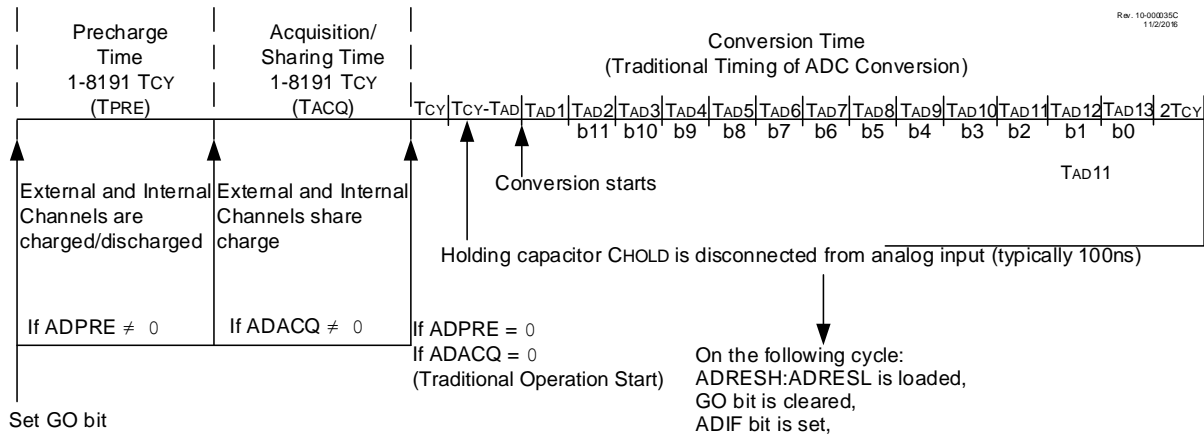 Rev. 10-000035C
11/2/2016
Precharge
Time
1-8191 TCY
(TPRE)
Acquisition/
Sharing Time
1-8191 TCY
(TACQ)
Conversion Time
(Traditional Timing of ADC Conversion)
TCY TCY-TAD TAD1 TAD2 TAD3 TAD4 TAD5 TAD6 TAD7 TAD8 TAD9 TAD10 TAD11 TAD12 TAD13 2TCY
b11 b10 b9 b8 b7 b6 b5 b4 b3 b2 b1 b0
TAD11
External and Internal
Channels are
charged/discharged
External and Internal
Channels share
charge
Conversion starts
Holding capacitor CHOLD is disconnected from analog input (typically 100ns)
If ADPRE ≠ 0
If ADACQ ≠ 0
If ADPRE = 0
If ADACQ = 0
(Traditional Operation Start)
On the following cycle:
ADRESH:ADRESL is loaded,
GO bit is cleared,
ADIF bit is set,
Set GO bit